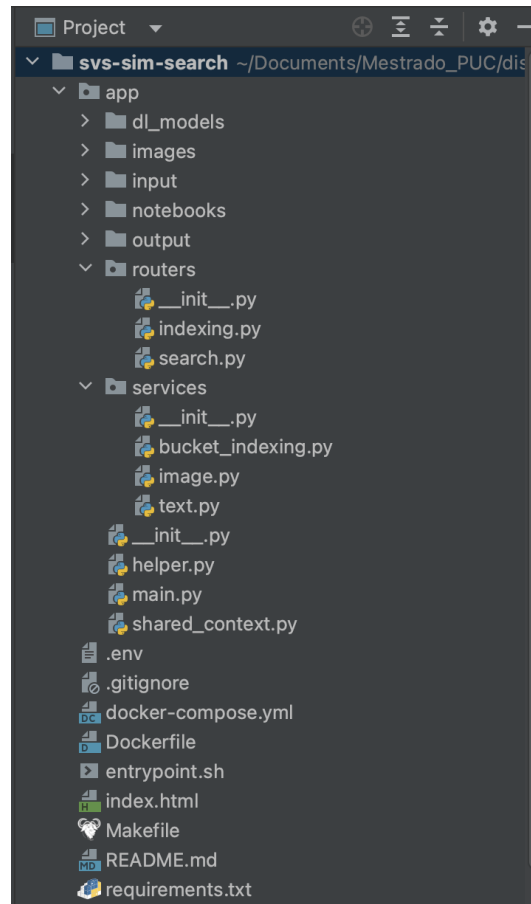 Project
svs-sim-search ~/Documents/Mestrado_PUC/dis
app
dl_models
images
input
notebooks
output
routers
__init__.py
indexing.py
search.py
services
__init__.py
bucket_indexing.py
image.py
text.py
__init__.py
helper.py
main.py
shared_context.py
.env
.gitignore
DC docker-compose.yml
D Dockerfile
entrypoint.sh
H index.html
Makefile
MD README.md
requirements.txt